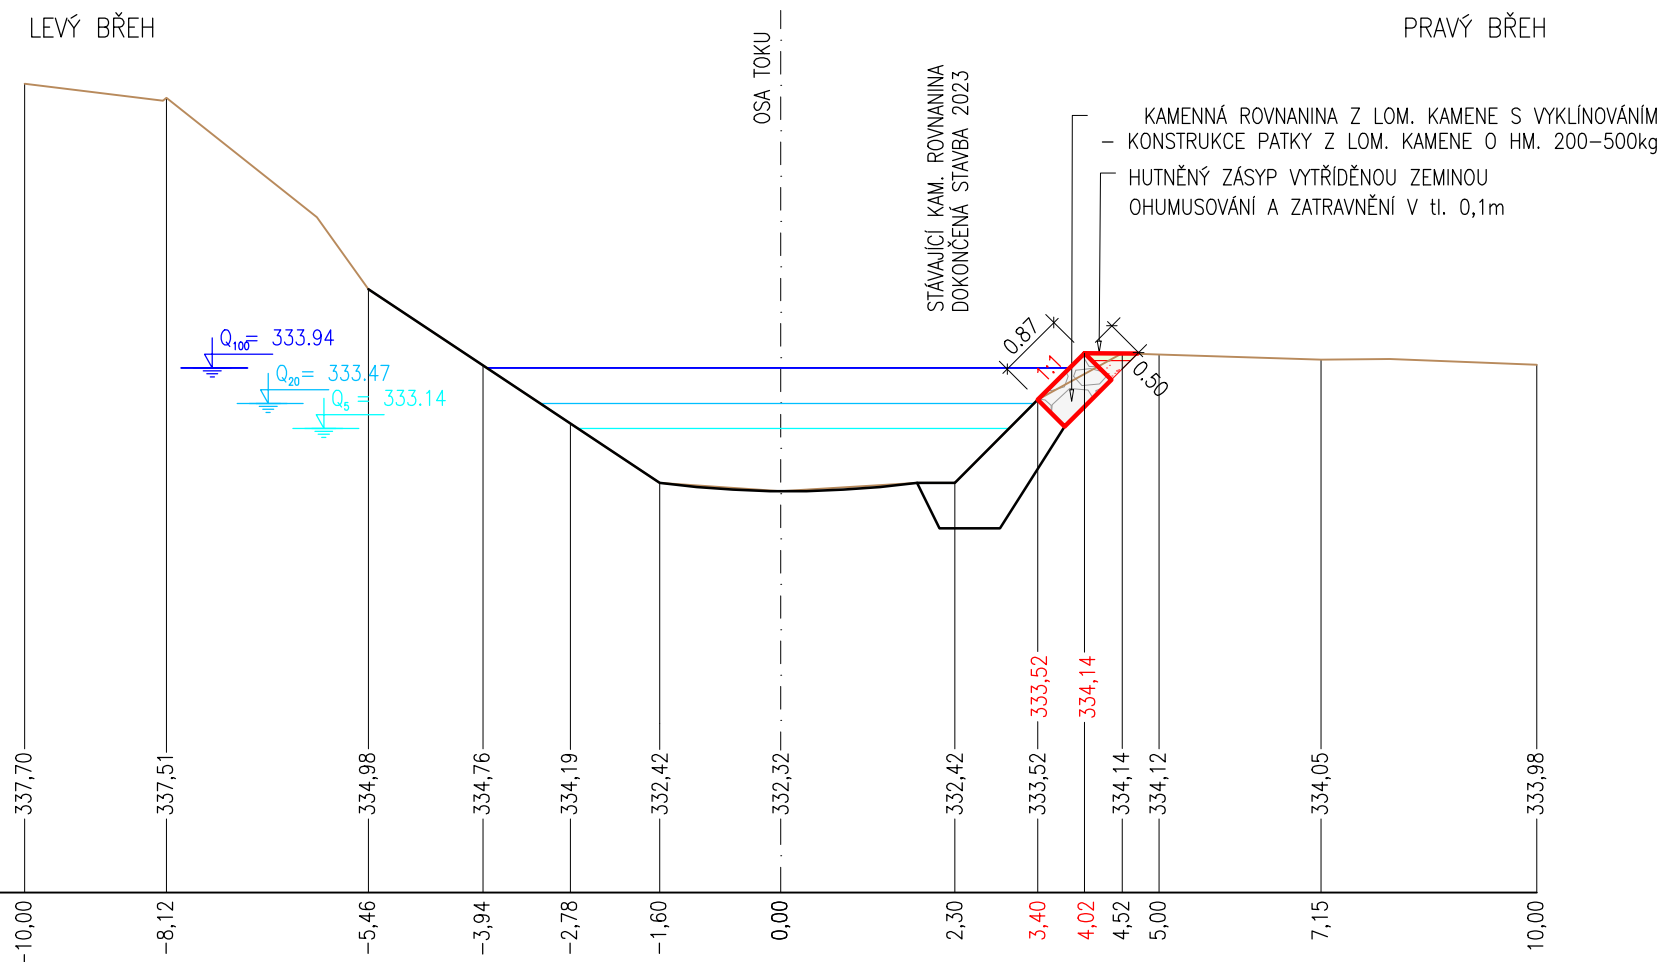 LEVÝ BŘEH
PRAVÝ BŘEH
OSA TOKU
STÁVAJÍCÍ KAM. ROVNANINA
DOKONČENÁ STAVBA 2023
KAMENNÁ ROVNANINA Z LOM. KAMENE S VYKLÍNOVÁNÍM
– KONSTRUKCE PATKY Z LOM. KAMENE O HM. 200–500kg
HUTNĚNÝ ZÁSYP VYTŘÍDĚNOU ZEMINOU
OHUMUSOVÁNÍ A ZATRAVNĚNÍ V tl. 0,1m
Q100= 333.94
Q20= 333.47
Q5 = 333.14
0.87
1:1
0.50
337,70
337,51
334,98
334,76
334,19
332,42
332,32
332,42
333,52
334,14
333,52
334,14
334,12
334,05
333,98
–10,00
–8,12
–5,46
–3,94
–2,78
–1,60
0,00
2,30
3,40
4,02
4,52
5,00
7,15
10,00